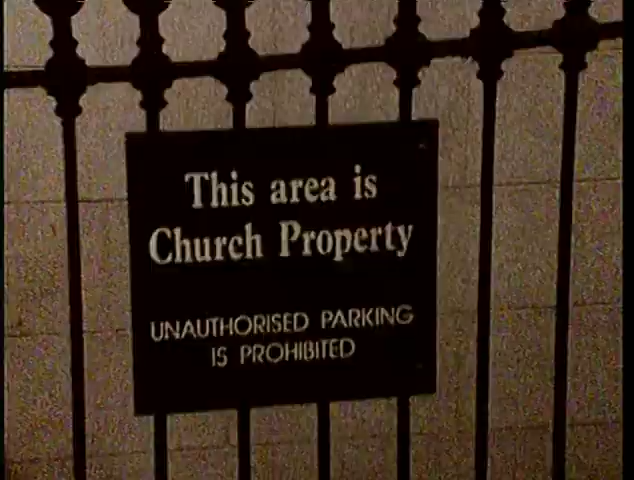 This area is
Church Property
UNAUTHORISED PARKING
IS PROHIBITED